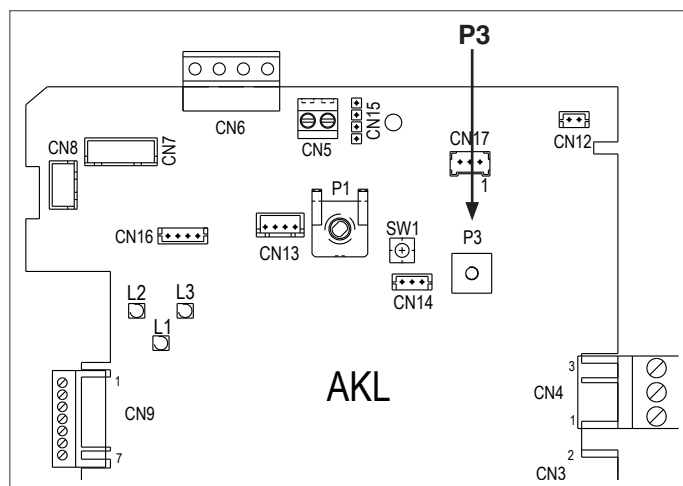 P3
CN6
CN5
CN15
CN17
1
CN12
CN8
CN7
P1
CN16
CN13
SW1
P3
CN14
L2
L3
L1
1
CN9
7
AKL
3
CN4
1
2
CN3